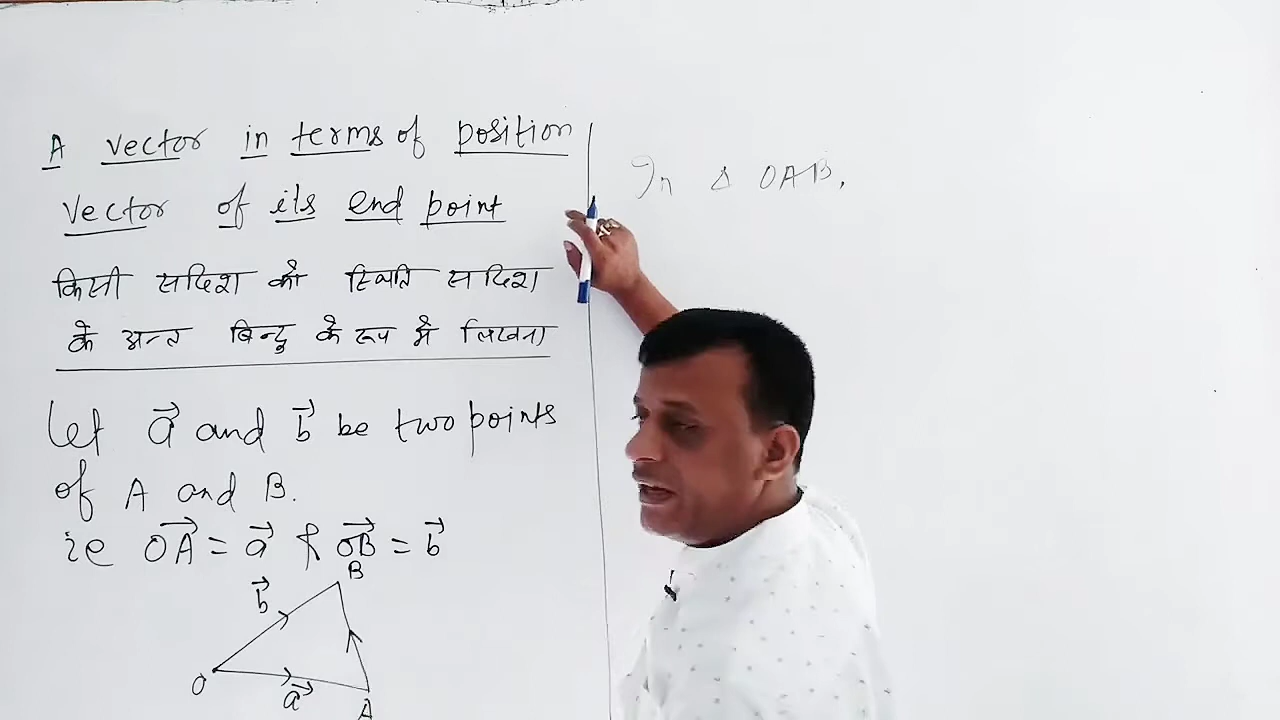 A vector in terms of position
vector of its end point
किसी सदिश को स्थिति सदिश
के अन्त बिन्दु के रूप में लिखना
Let a⃗ and b⃗ be two points
of A and B.
ie OA⃗ = a⃗ & OB⃗ = b⃗
B
b⃗
O
a⃗
A
In Δ OAB,